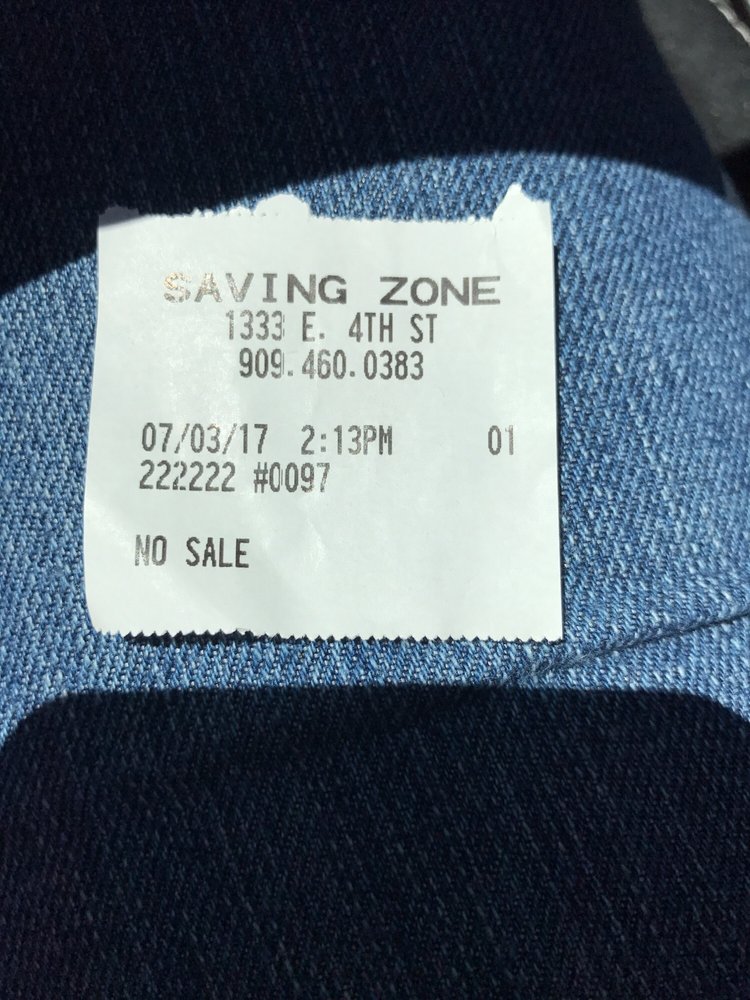 SAVING ZONE
1333 E. 4TH ST
909.460.0383
07/03/17 2:13PM 01
222222 #0097
NO SALE